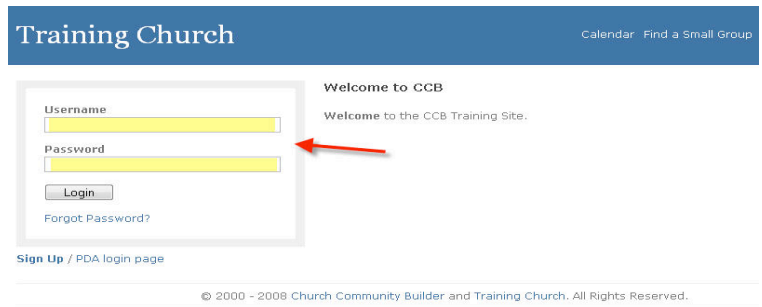 Training Church
Calendar Find a Small Group
Welcome to CCB
Welcome to the CCB Training Site.
Username
Password
Login
Forgot Password?
Sign Up / PDA login page
© 2000 - 2008 Church Community Builder and Training Church. All Rights Reserved.